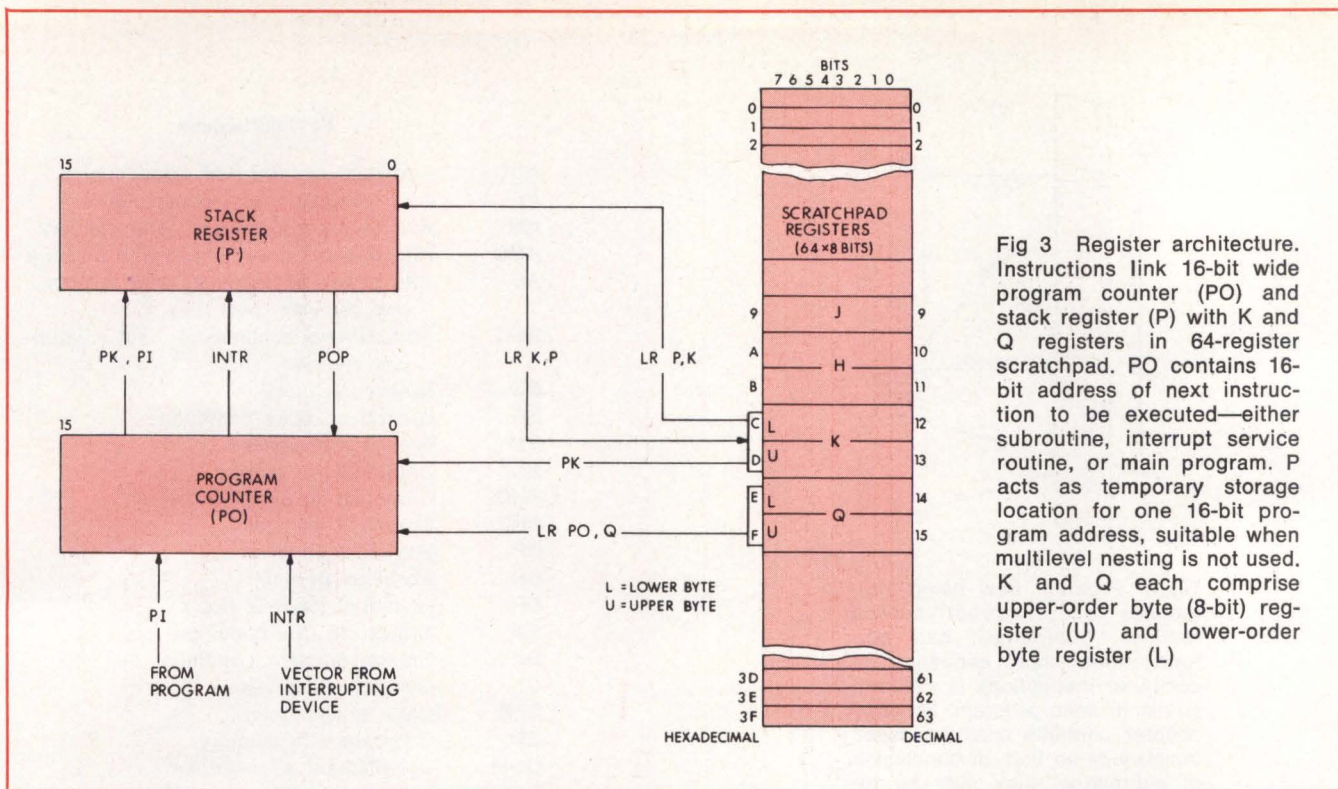 BITS
7 6 5 4 3 2 1 0
0 0
1 1
2 2
15 0
STACK
REGISTER
(P)
SCRATCHPAD
REGISTERS
(64×8 BITS)
PK, PI INTR POP
LR K,P LR P,K
9 J 9
A 10
H
B 11
C L 12
K
D U 13
E L 14
Q
F U 15
15 0
PROGRAM
COUNTER
(PO)
PK
LR PO, Q
L = LOWER BYTE
U = UPPER BYTE
PI INTR
FROM
PROGRAM
VECTOR FROM
INTERRUPTING
DEVICE
3D 61
3E 62
3F 63
HEXADECIMAL DECIMAL
Fig 3 Register architecture.
Instructions link 16-bit wide
program counter (PO) and
stack register (P) with K and
Q registers in 64-register
scratchpad. PO contains 16-
bit address of next instruc-
tion to be executed—either
subroutine, interrupt service
routine, or main program. P
acts as temporary storage
location for one 16-bit pro-
gram address, suitable when
multilevel nesting is not used.
K and Q each comprise
upper-order byte (8-bit) reg-
ister (U) and lower-order
byte register (L)